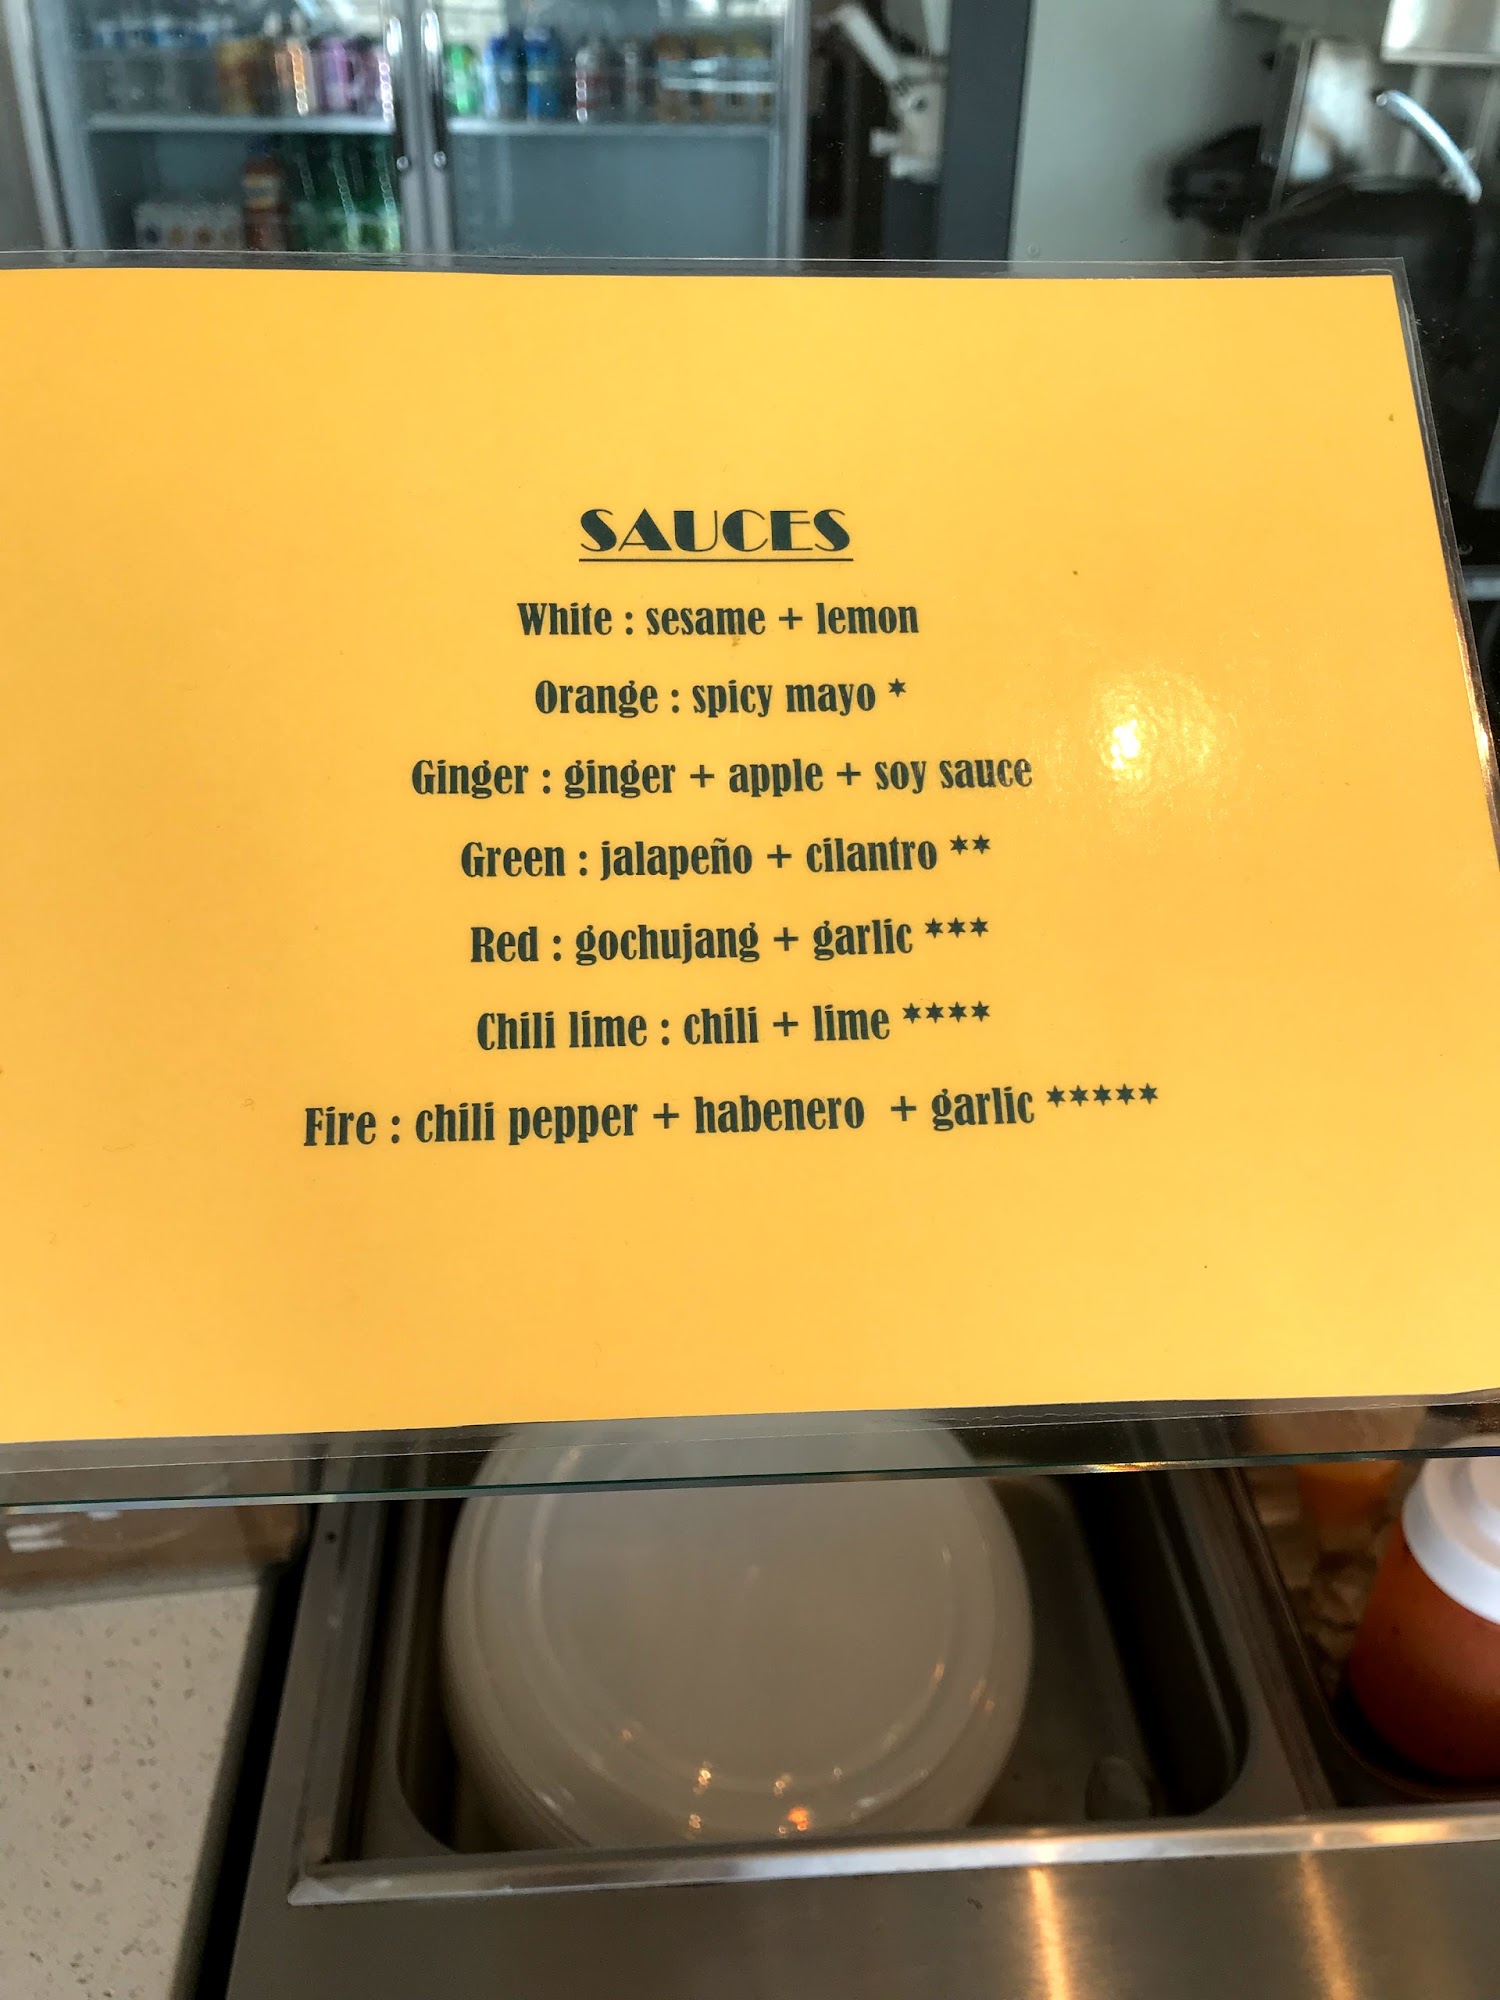 SAUCES
White : sesame + lemon
Orange : spicy mayo *
Ginger : ginger + apple + soy sauce
Green : jalapeño + cilantro **
Red : gochujang + garlic ***
Chili lime : chili + lime ****
Fire : chili pepper + habenero + garlic *****